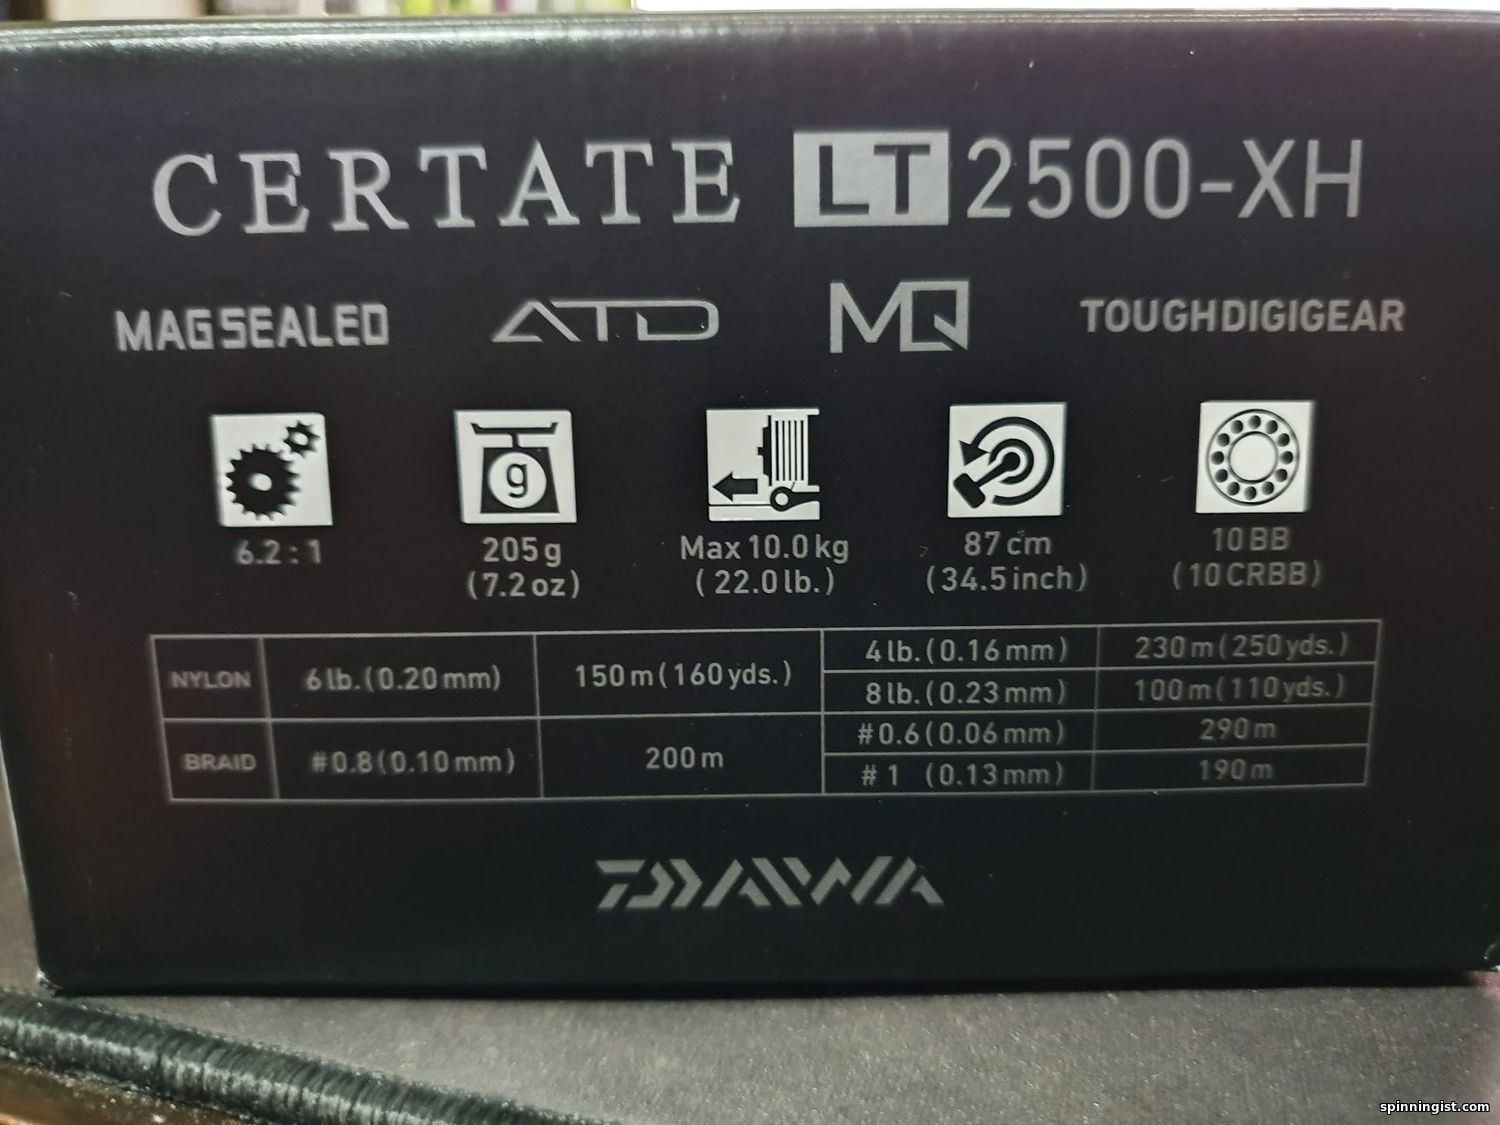 CERTATE LT 2500-XH
MAGSEALED ATD MQ TOUGHDIGIGEAR
g
6.2 : 1 205 g Max 10.0 kg 87 cm 10 BB
(7.2 oz) (22.0 lb.) (34.5 inch) (10 CRBB)
NYLON 6 lb. (0.20 mm) 150 m (160 yds.) 4 lb. (0.16 mm) 230 m (250 yds.)
8 lb. (0.23 mm) 100 m (110 yds.)
BRAID #0.8 (0.10 mm) 200 m #0.6 (0.06 mm) 290 m
#1 (0.13 mm) 190 m
DAIWA
spinningist.com